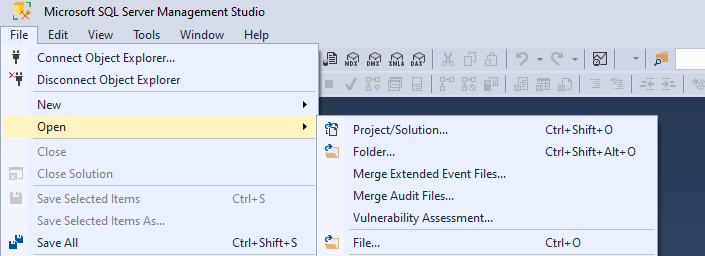 Microsoft SQL Server Management Studio
File Edit View Tools Window Help
Connect Object Explorer...
MDX DMX XMLA DAX
Disconnect Object Explorer
New
Open
Project/Solution... Ctrl+Shift+O
Close
Folder... Ctrl+Shift+Alt+O
Close Solution
Merge Extended Event Files...
Save Selected Items Ctrl+S
Merge Audit Files...
Save Selected Items As...
Vulnerability Assessment...
Save All Ctrl+Shift+S
File... Ctrl+O